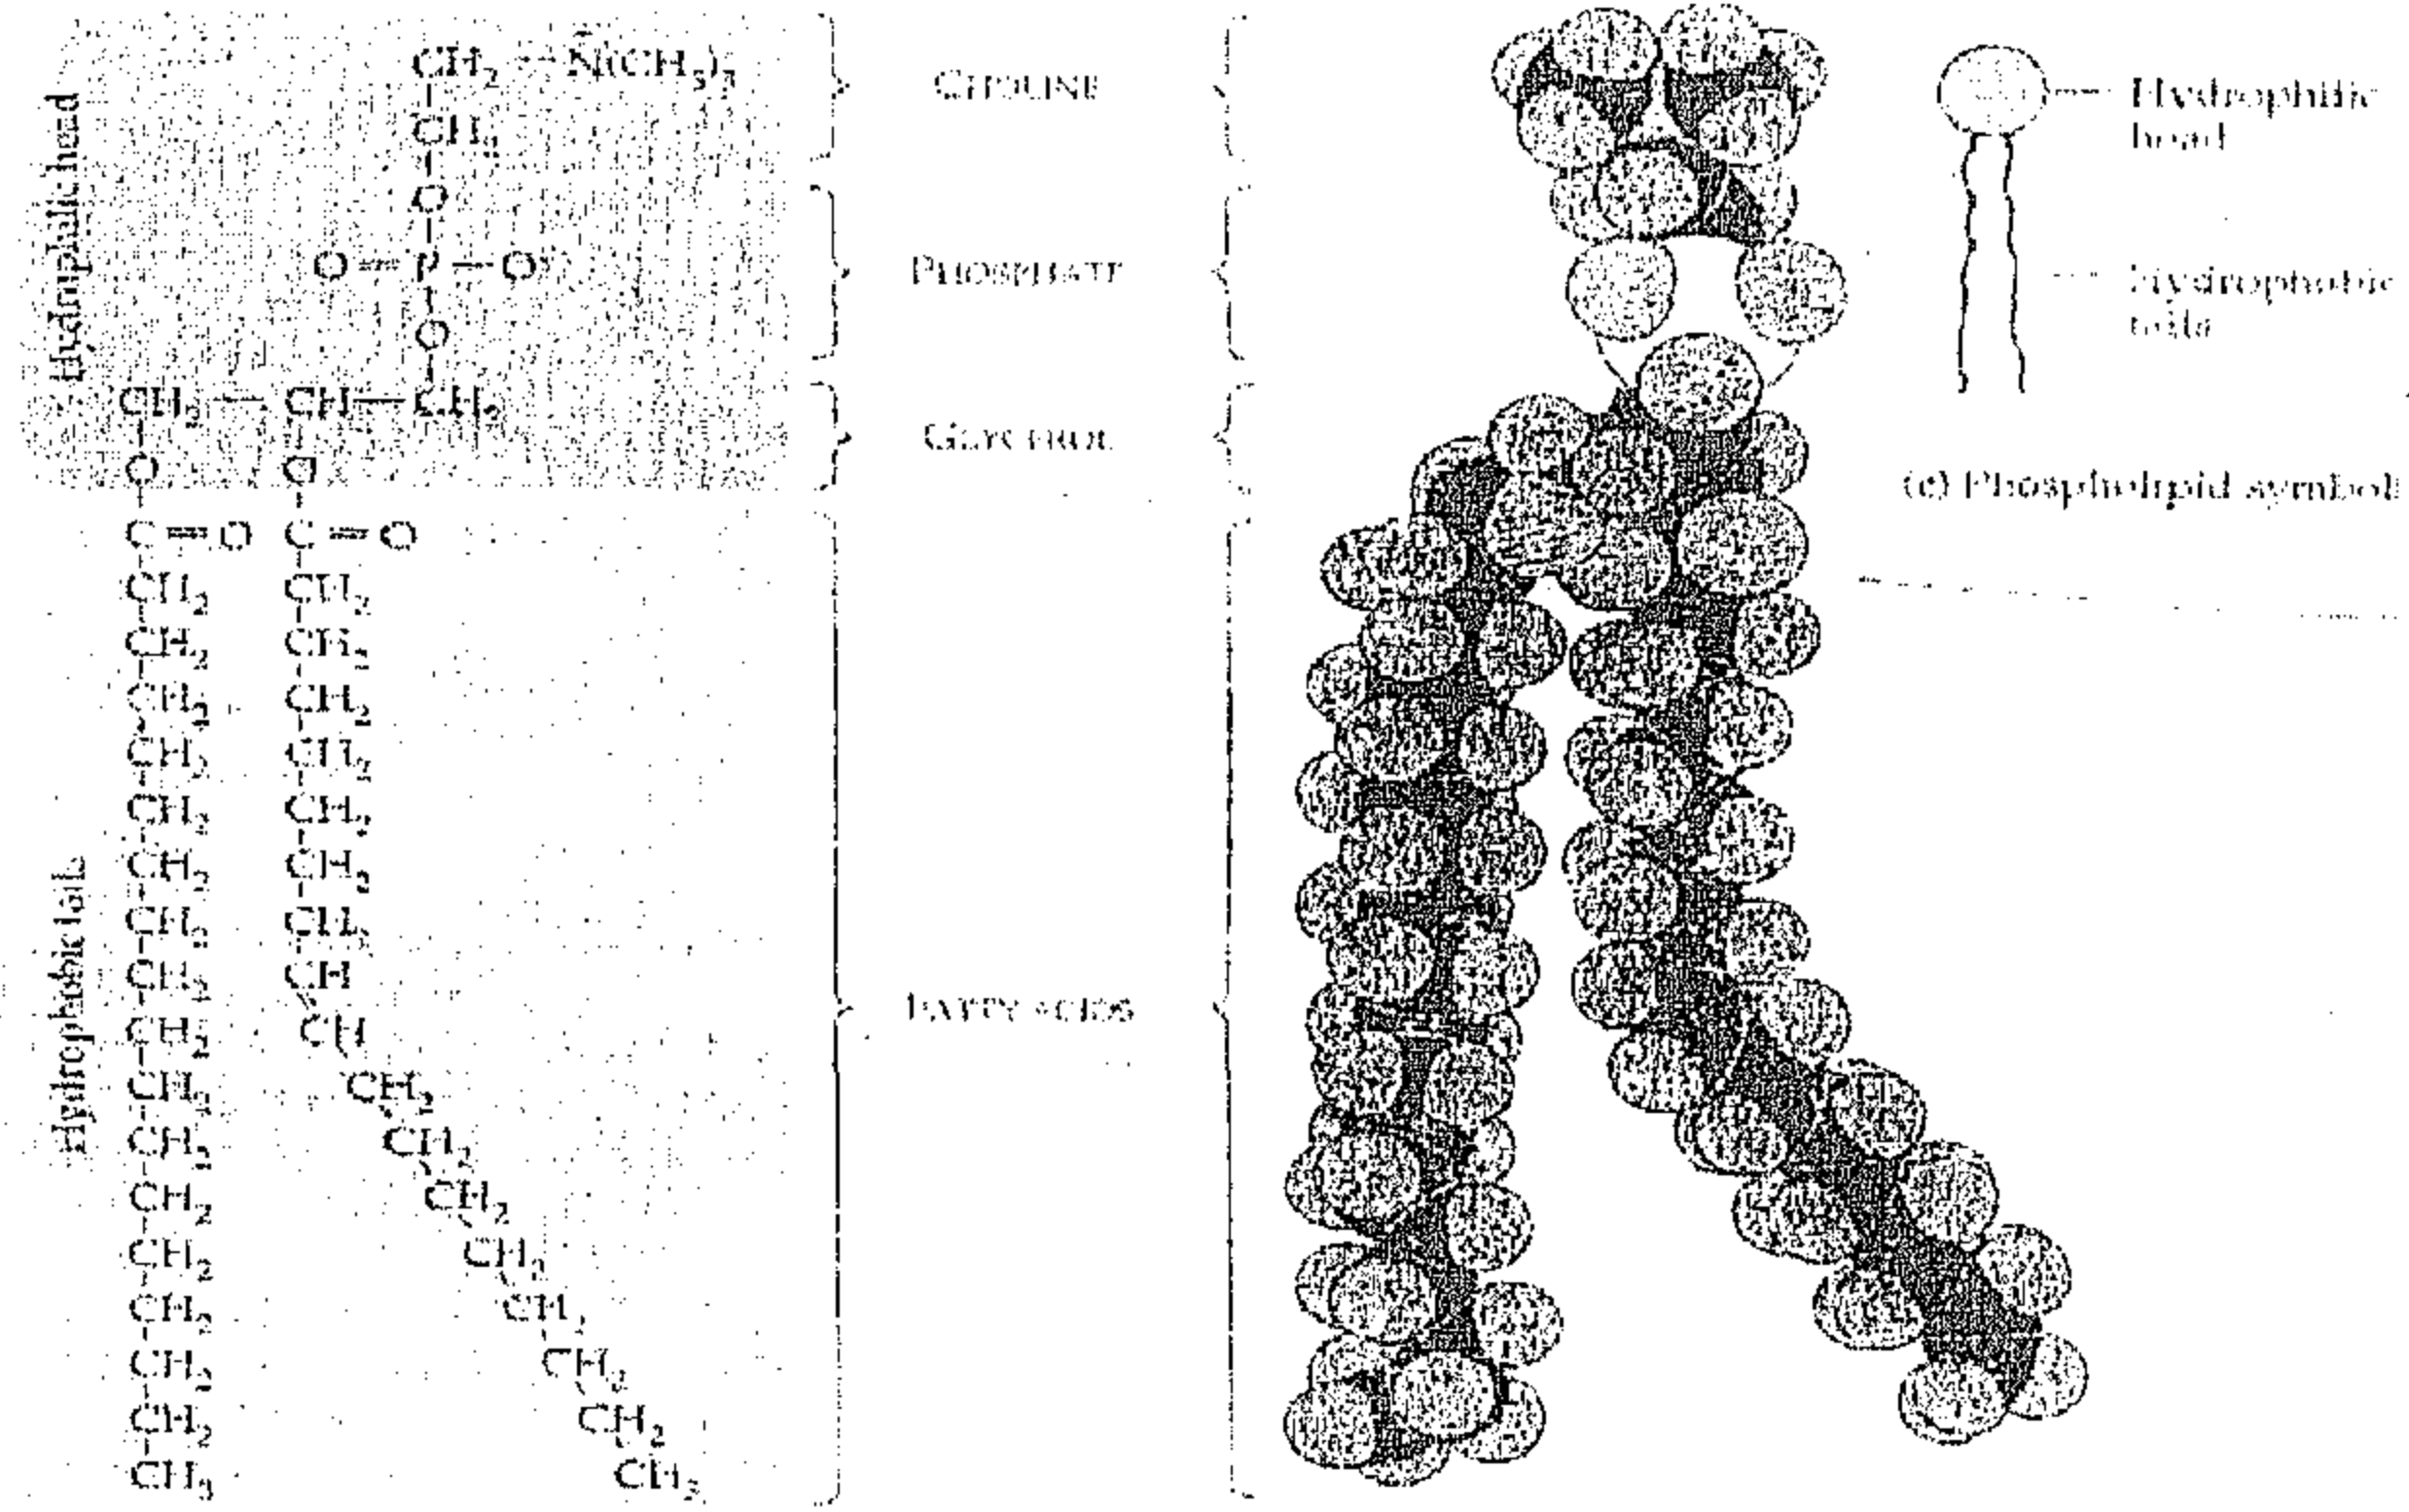 Hydrophilic head
CH2 — N(CH3)3
CH2
O
O — P — O
O
CH2 — CH — CH2
O O
C = O C = O
CH2 CH2
CH2 CH2
CH2 CH2
CH2 CH2
CH2 CH2
CH2 CH2
CH2 CH2
CH2 CH
CH2 CH
CH2 CH2
CH2 CH2
CH2 CH2
CH2 CH2
CH2 CH2
CH2 CH2
CH2 CH2
CH3 CH3
Hydrophobic tails
CHOLINE
PHOSPHATE
GLYCEROL
FATTY ACIDS
Hydrophilic
head
Hydrophobic
tails
(c) Phospholipid symbol